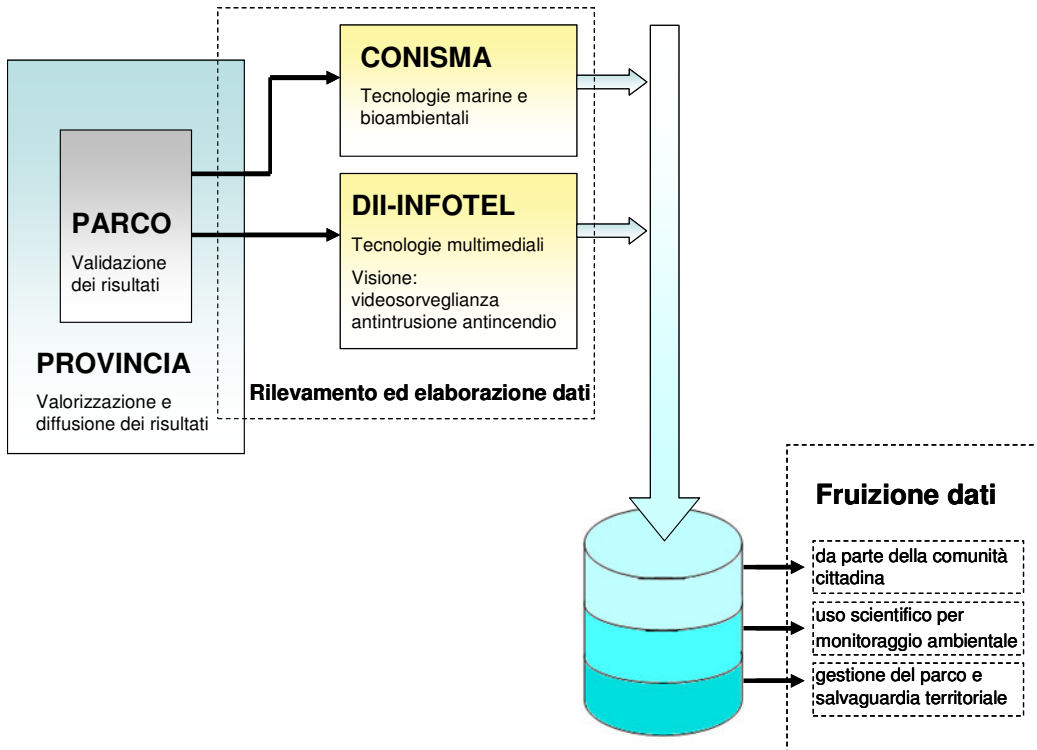 CONISMA
Tecnologie marine e
bioambientali
DII-INFOTEL
Tecnologie multimediali
Visione:
videosorveglianza
antintrusione antincendio
Rilevamento ed elaborazione dati
PARCO
Validazione
dei risultati
PROVINCIA
Valorizzazione e
diffusione dei risultati
Fruizione dati
da parte della comunità
cittadina
uso scientifico per
monitoraggio ambientale
gestione del parco e
salvaguardia territoriale